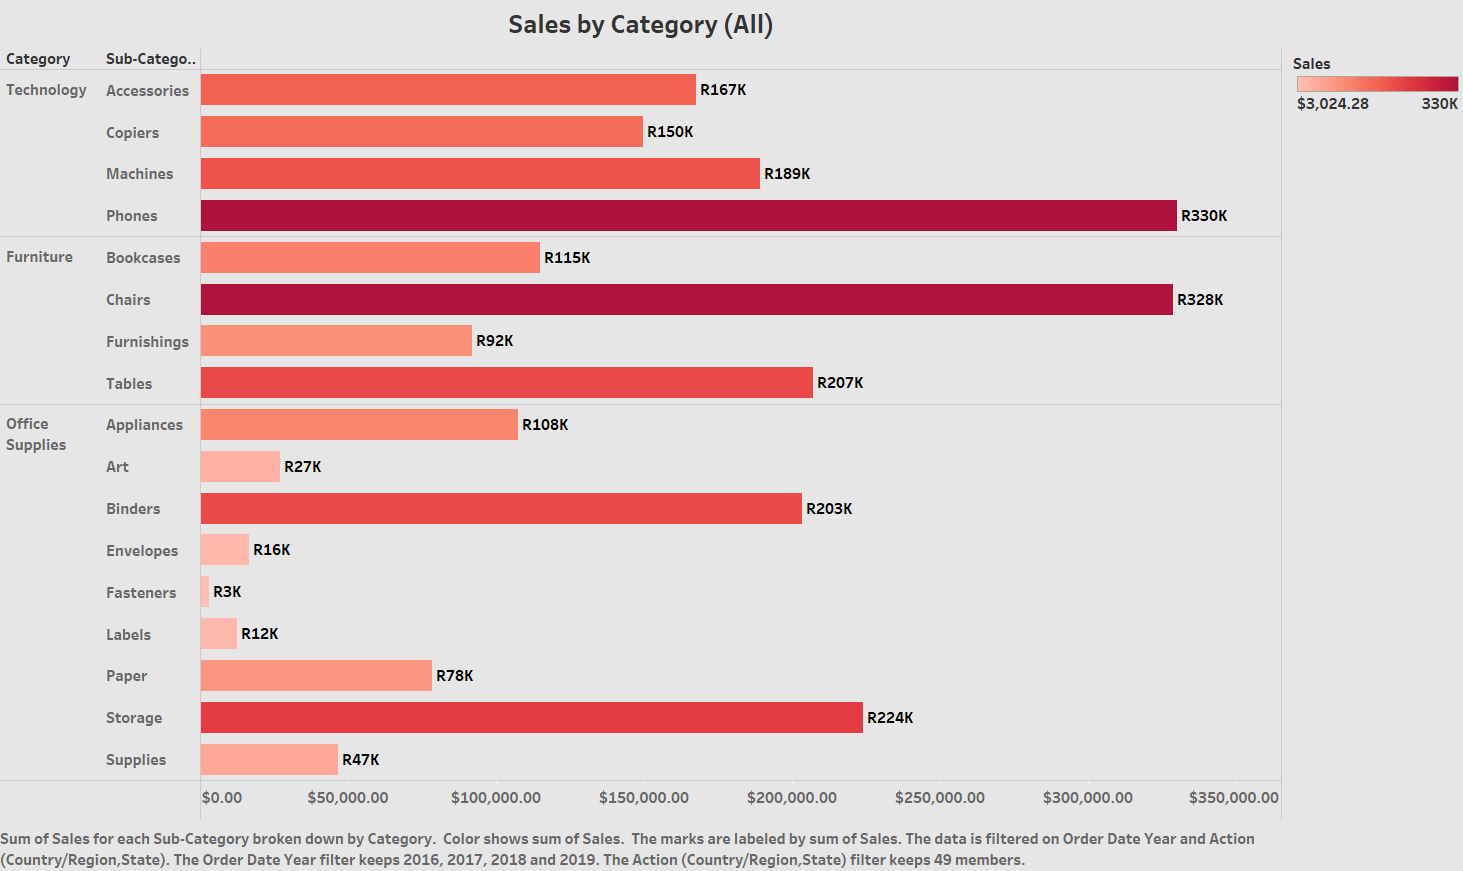 Sales by Category (All)
Category Sub-Catego..
Technology Accessories R167K
Copiers R150K
Machines R189K
Phones R330K
Furniture Bookcases R115K
Chairs R328K
Furnishings R92K
Tables R207K
Office Supplies Appliances R108K
Art R27K
Binders R203K
Envelopes R16K
Fasteners R3K
Labels R12K
Paper R78K
Storage R224K
Supplies R47K
$0.00 $50,000.00 $100,000.00 $150,000.00 $200,000.00 $250,000.00 $300,000.00 $350,000.00
Sales
$3,024.28 330K
Sum of Sales for each Sub-Category broken down by Category. Color shows sum of Sales. The marks are labeled by sum of Sales. The data is filtered on Order Date Year and Action
(Country/Region,State). The Order Date Year filter keeps 2016, 2017, 2018 and 2019. The Action (Country/Region,State) filter keeps 49 members.